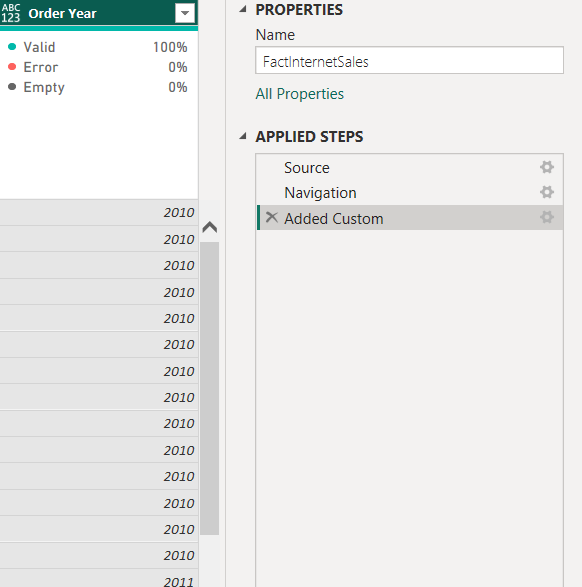 ABC
123 Order Year
Valid 100%
Error 0%
Empty 0%
2010
2010
2010
2010
2010
2010
2010
2010
2010
2010
2010
2010
2010
2010
2011
PROPERTIES
Name
FactInternetSales
All Properties
APPLIED STEPS
Source
Navigation
Added Custom